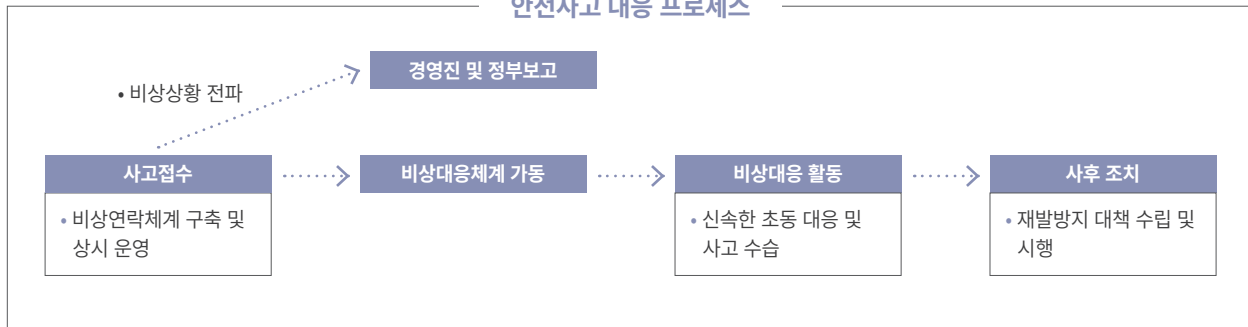 안전사고 대응 프로세스
경영진 및 정부보고
• 비상상황 전파
사고접수
비상대응체계 가동
비상대응 활동
사후 조치
• 비상연락체계 구축 및
상시 운영
• 신속한 초동 대응 및
사고 수습
• 재발방지 대책 수립 및
시행